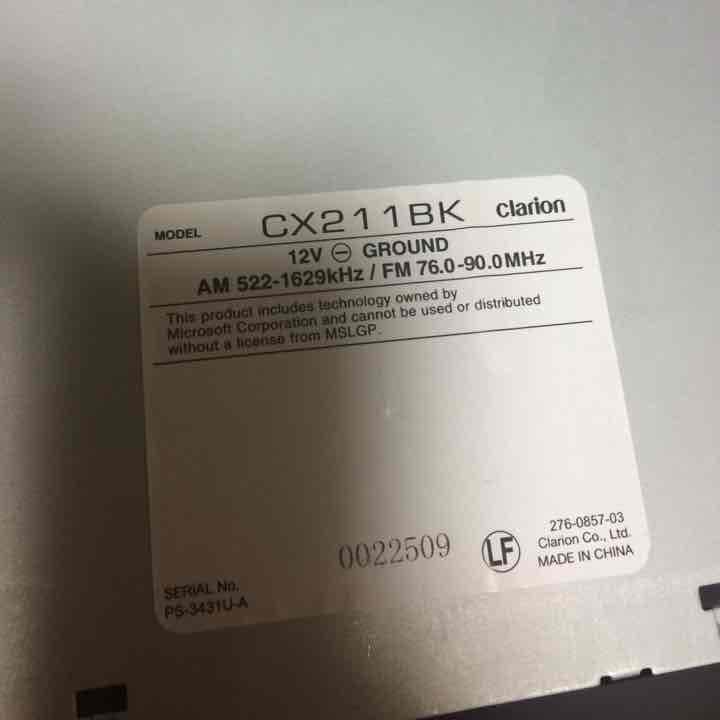 MODEL CX211BK clarion
12V ⊖ GROUND
AM 522-1629kHz / FM 76.0-90.0MHz
This product includes technology owned by
Microsoft Corporation and cannot be used or distributed
without a license from MSLGP.
276-0857-03
0022509 LF Clarion Co., Ltd.
MADE IN CHINA
SERIAL No.
PS-3431U-A